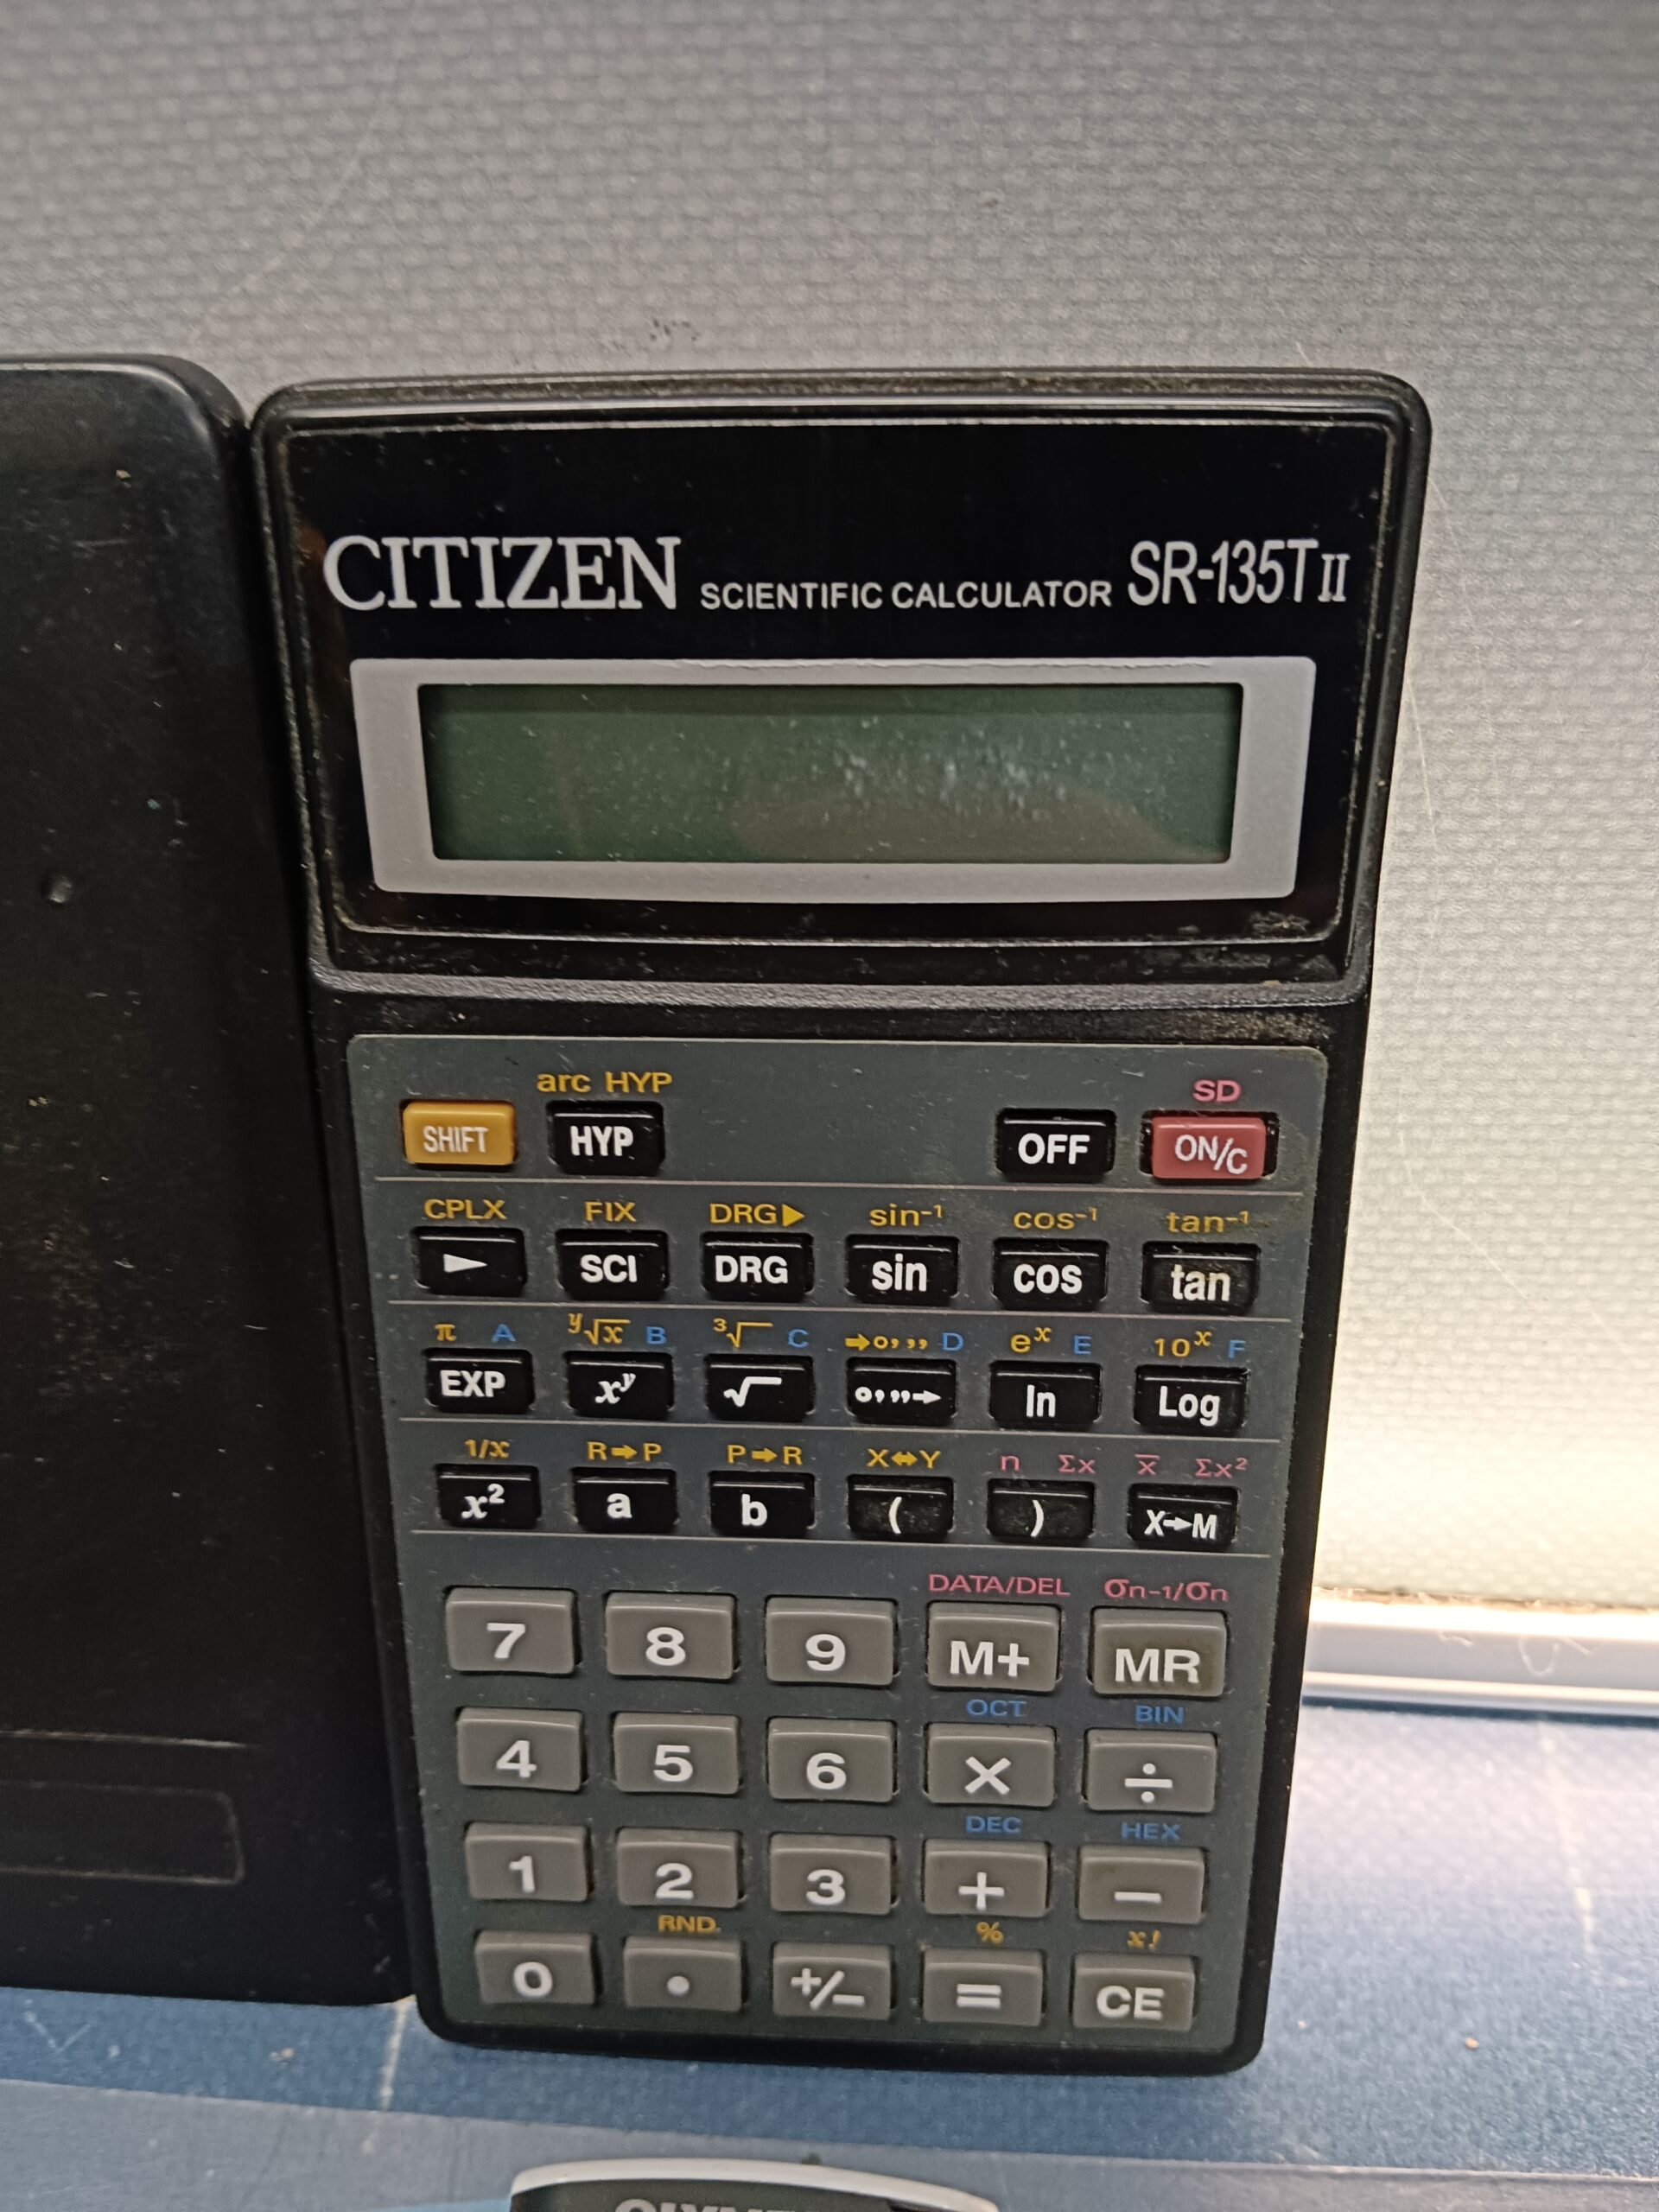 CITIZEN SCIENTIFIC CALCULATOR SR-135T II
arc HYP SD
SHIFT HYP OFF ON/C
CPLX FIX DRG▶ sin⁻¹ cos⁻¹ tan⁻¹
► SCI DRG sin cos tan
π A ʸ√x B ³√ C ➡o,,, D eˣ E 10ˣ F
EXP xʸ √ o,,,➡ ln Log
1/x R➡P P➡R X⬌Y n Σx x̄ Σx²
x² a b ( ) X➡M
DATA/DEL σn-1/σn
7 8 9 M+ MR
OCT BIN
4 5 6 × ÷
DEC HEX
1 2 3 + −
RND % x!
0 • +/− = CE